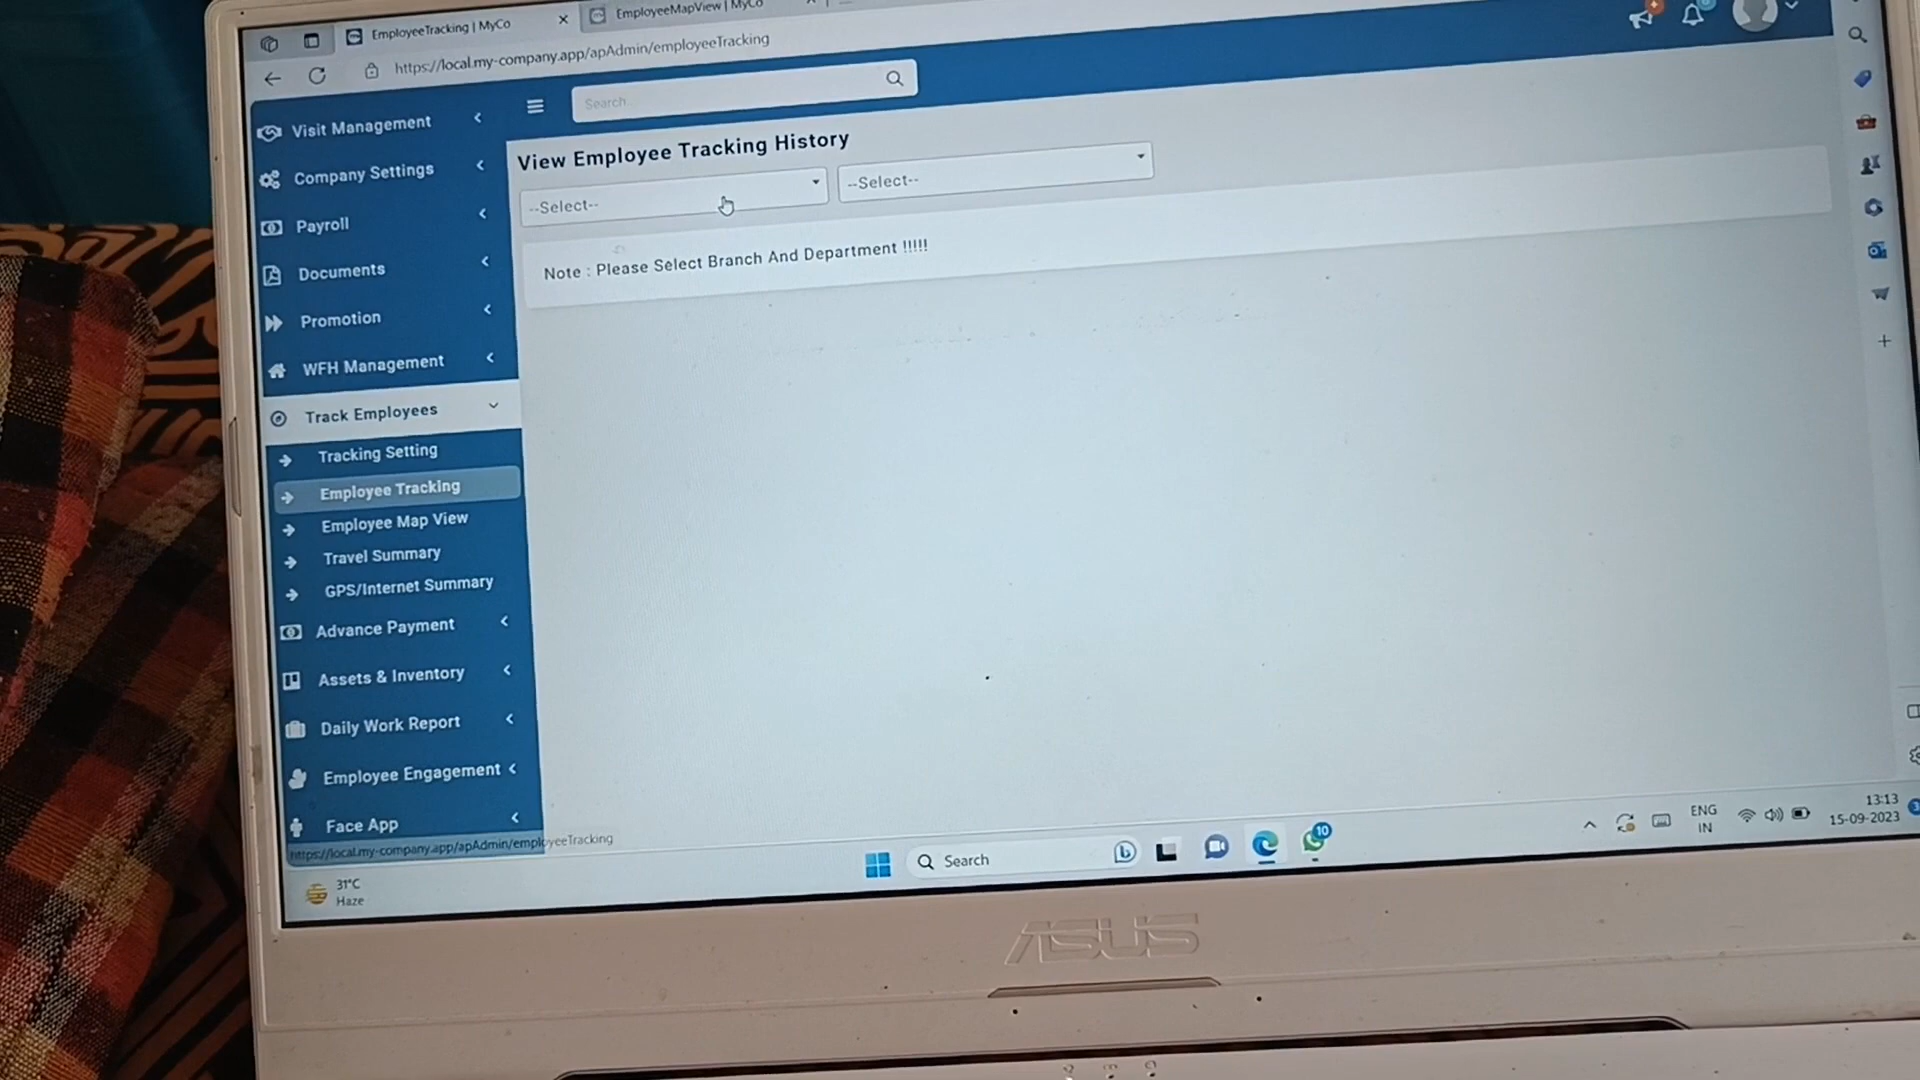 EmployeeTracking | MyCo
EmployeeMapView | MyCo
https://local.my-company.app/apAdmin/employeeTracking
Search
Visit Management
Company Settings
Payroll
Documents
Promotion
WFH Management
Track Employees
Tracking Setting
Employee Tracking
Employee Map View
Travel Summary
GPS/Internet Summary
Advance Payment
Assets & Inventory
Daily Work Report
Employee Engagement
Face App
View Employee Tracking History
--Select--
--Select--
Note : Please Select Branch And Department !!!!!
https://local.my-company.app/apAdmin/employeeTracking
31°C
Haze
Search
10
ENG
IN
13:13
15-09-2023
3
ASUS